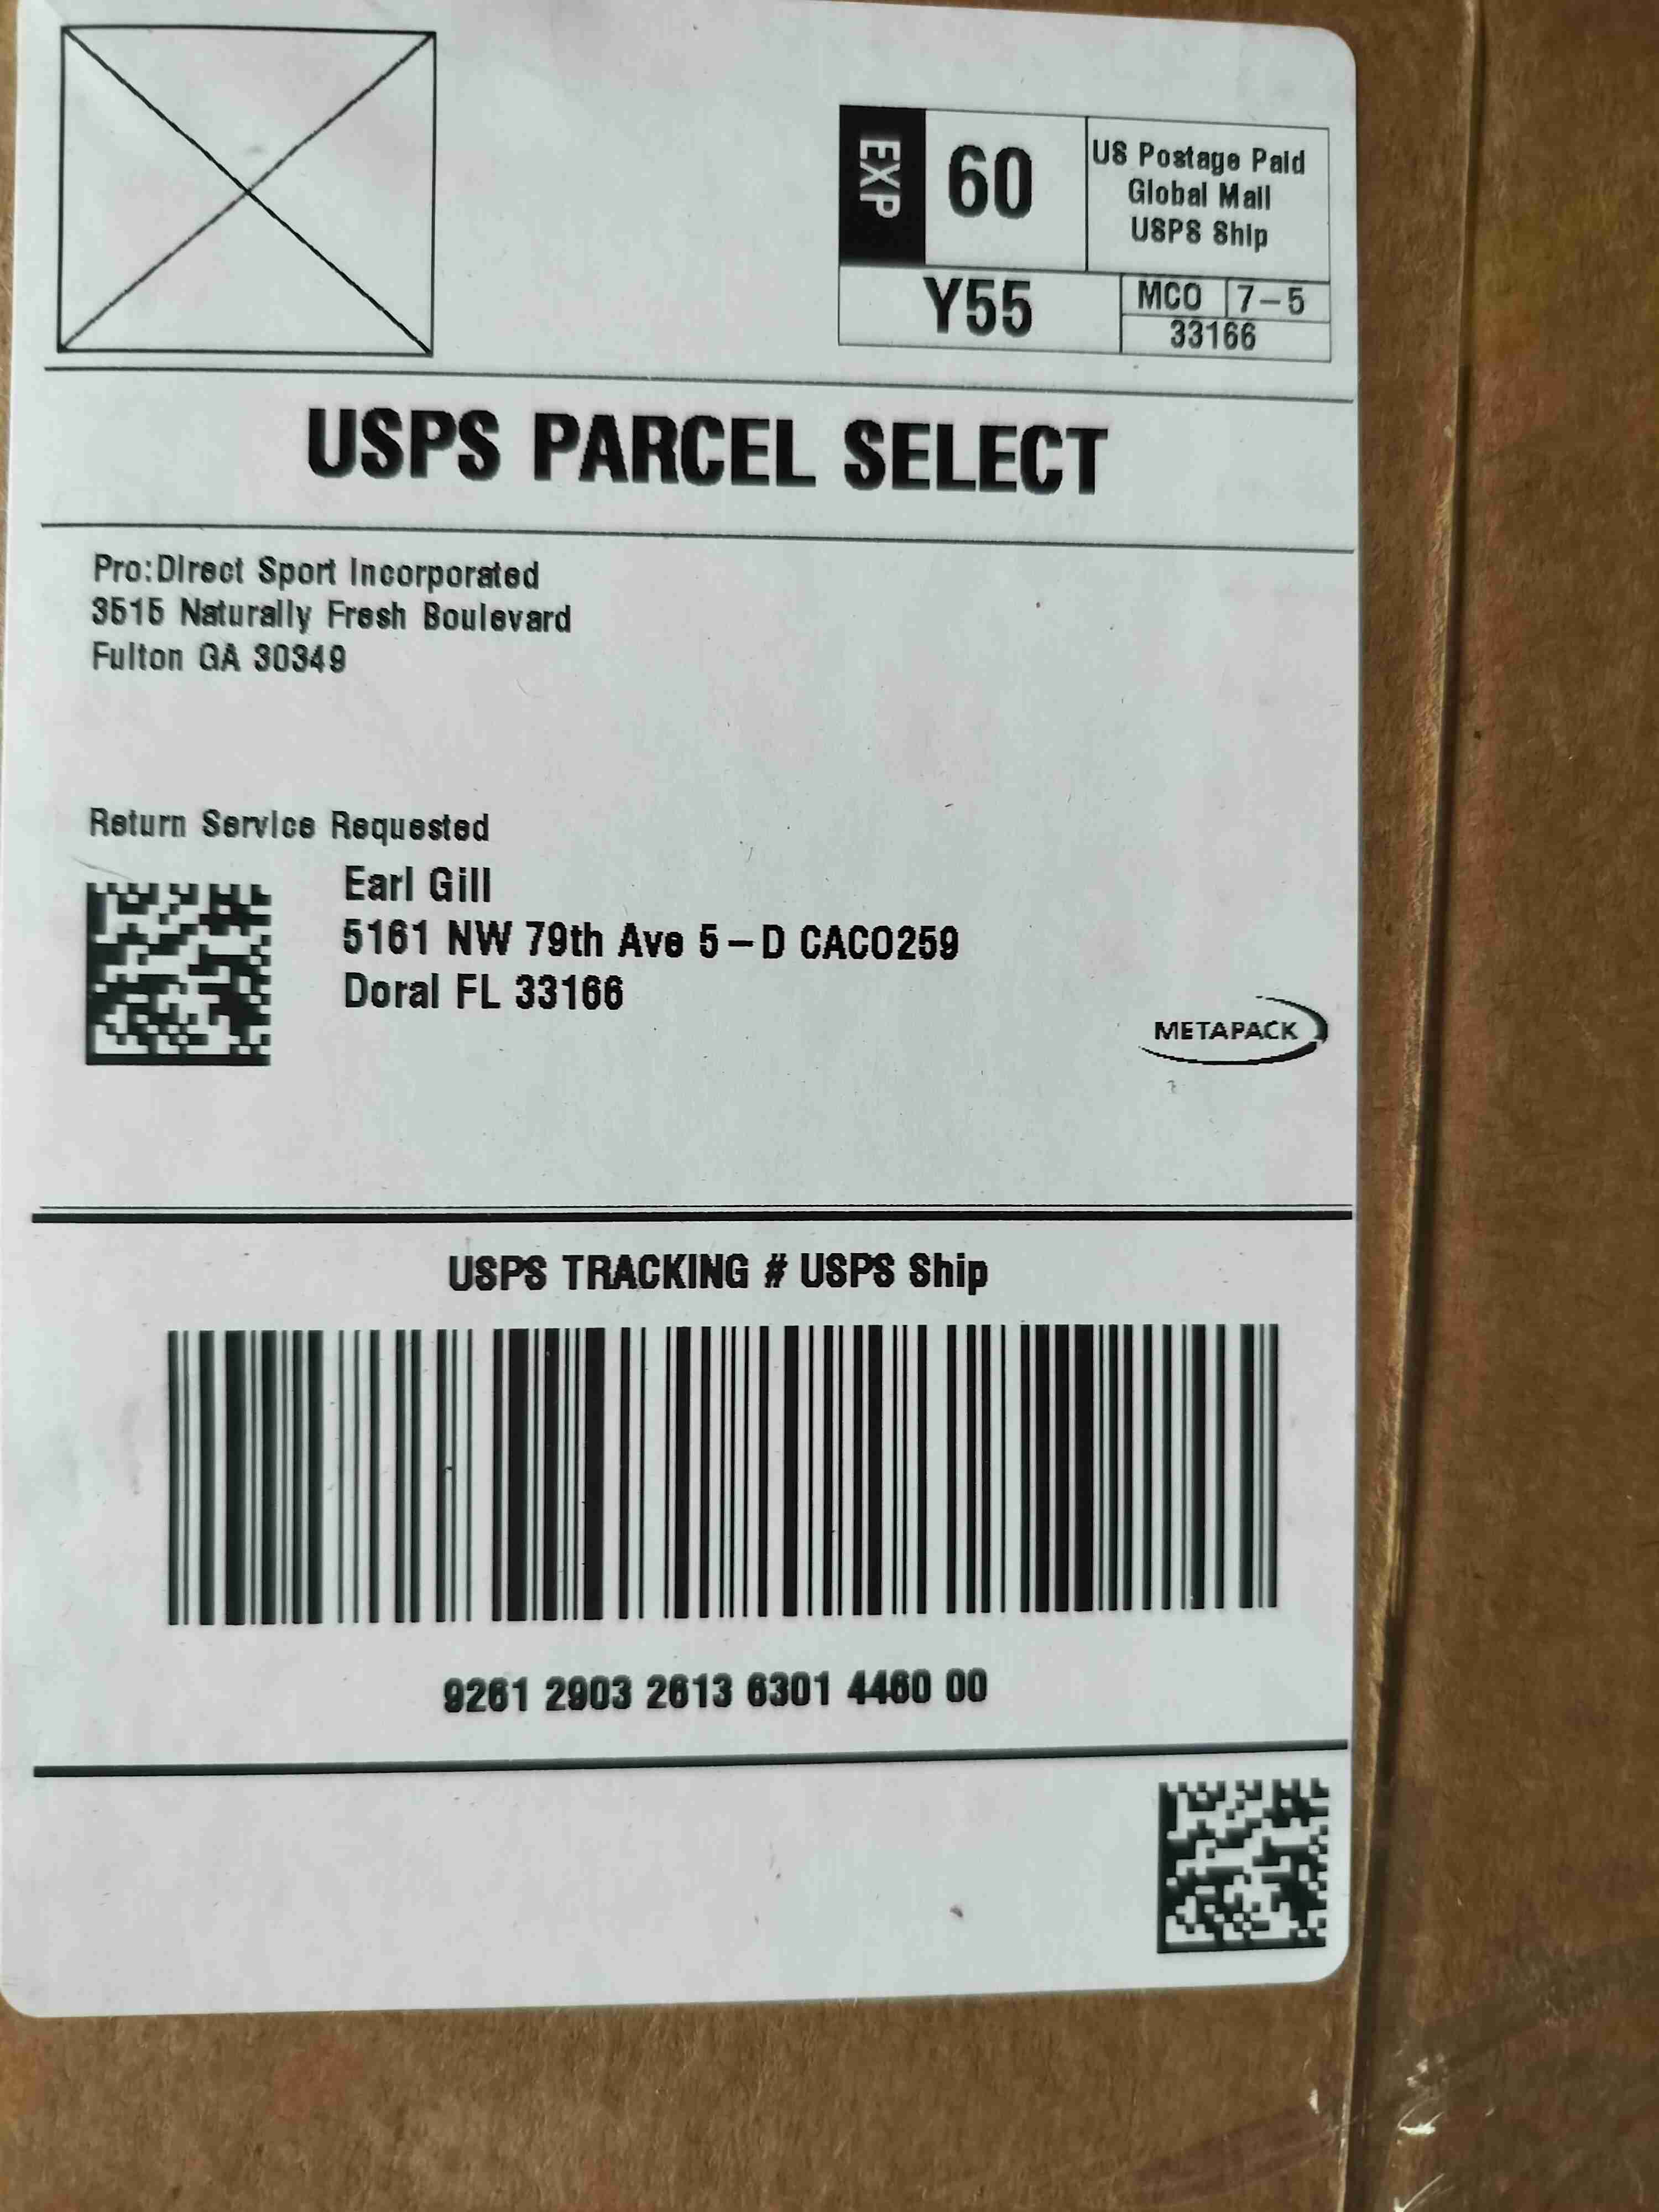 EXP
60
US Postage Paid
Global Mail
USPS Ship
Y55
MCO 7-5
33166
USPS PARCEL SELECT
Pro:Direct Sport Incorporated
3515 Naturally Fresh Boulevard
Fulton GA 30349
Return Service Requested
Earl Gill
5161 NW 79th Ave 5-D CACO259
Doral FL 33166
METAPACK
USPS TRACKING # USPS Ship
9261 2903 2613 6301 4460 00